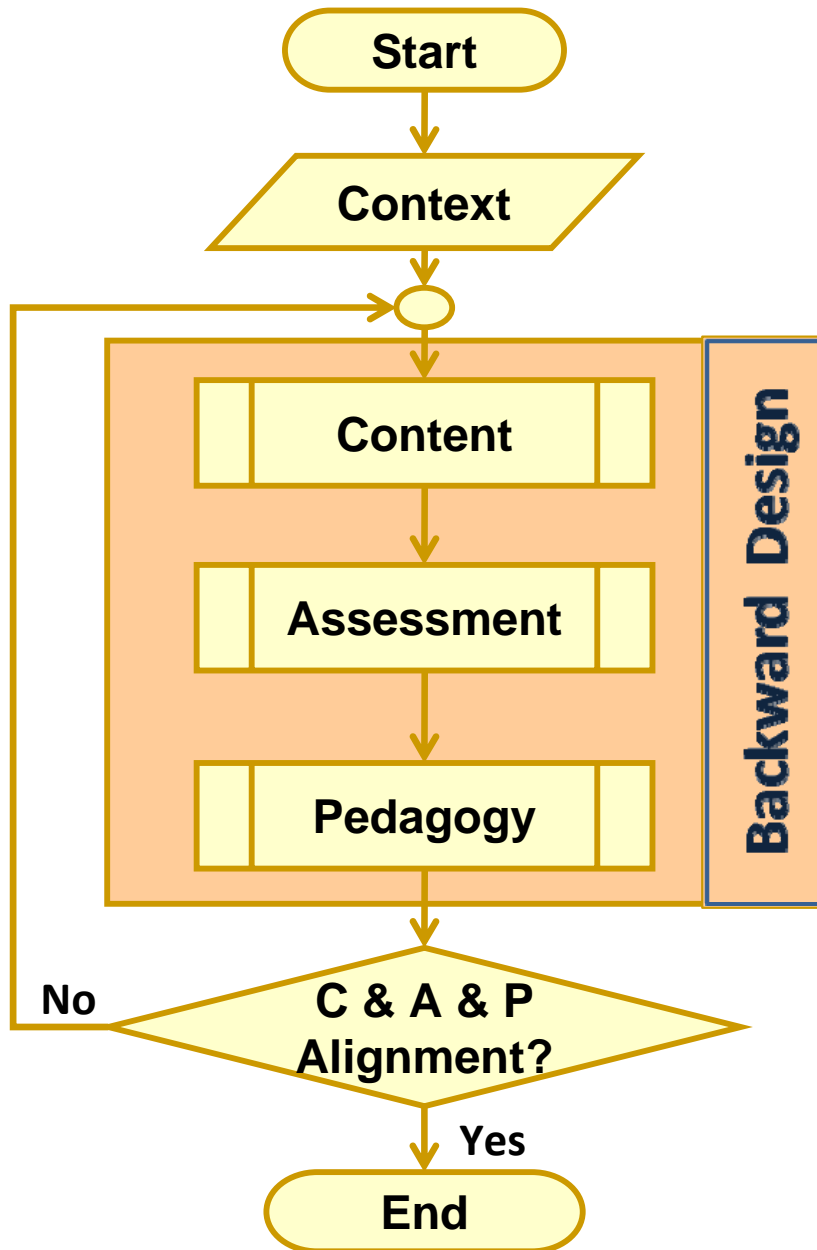 Start
Context
Content
Backward Design
Assessment
Pedagogy
C & A & P
Alignment?
No
Yes
End